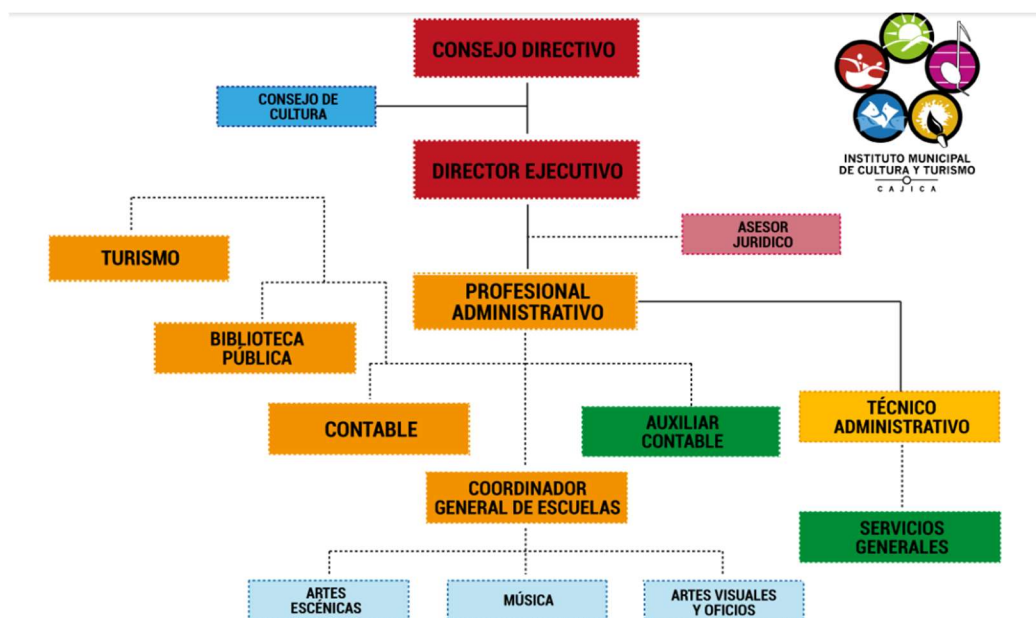 CONSEJO DIRECTIVO
CONSEJO DE
CULTURA
INSTITUTO MUNICIPAL
DE CULTURA Y TURISMO
CAJICA
DIRECTOR EJECUTIVO
ASESOR
JURIDICO
TURISMO
PROFESIONAL
ADMINISTRATIVO
BIBLIOTECA
PÚBLICA
CONTABLE
AUXILIAR
CONTABLE
TÉCNICO
ADMINISTRATIVO
COORDINADOR
GENERAL DE ESCUELAS
SERVICIOS
GENERALES
ARTES
ESCÉNICAS
MÚSICA
ARTES VISUALES
Y OFICIOS